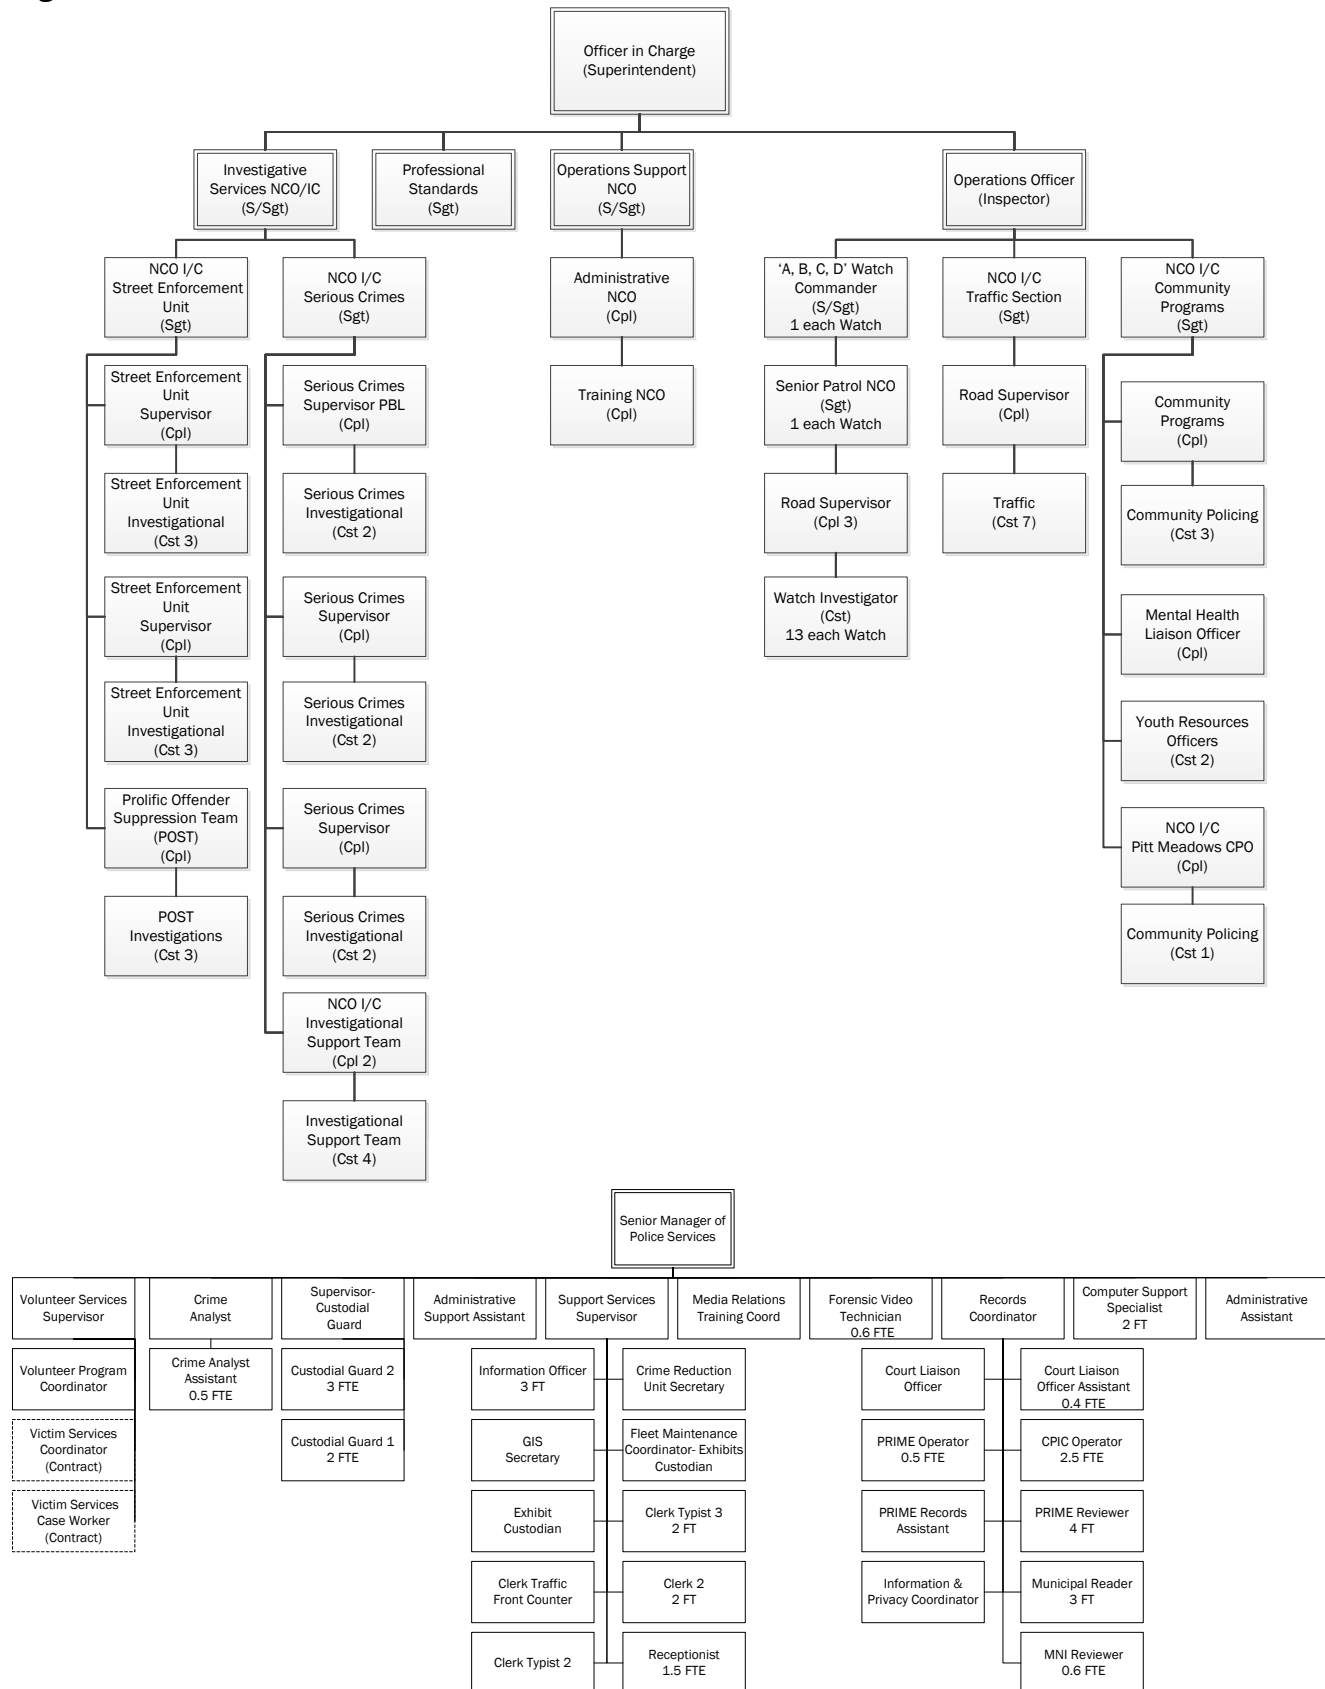 Officer in Charge
(Superintendent)
Investigative
Services NCO/IC
(S/Sgt)
Professional
Standards
(Sgt)
Operations Support
NCO
(S/Sgt)
Operations Officer
(Inspector)
NCO I/C
Street Enforcement
Unit
(Sgt)
NCO I/C
Serious Crimes
(Sgt)
Administrative
NCO
(Cpl)
'A, B, C, D' Watch
Commander
(S/Sgt)
1 each Watch
NCO I/C
Traffic Section
(Sgt)
NCO I/C
Community
Programs
(Sgt)
Street Enforcement
Unit
Supervisor
(Cpl)
Serious Crimes
Supervisor PBL
(Cpl)
Training NCO
(Cpl)
Senior Patrol NCO
(Sgt)
1 each Watch
Road Supervisor
(Cpl)
Community
Programs
(Cpl)
Street Enforcement
Unit
Investigational
(Cst 3)
Serious Crimes
Investigational
(Cst 2)
Road Supervisor
(Cpl 3)
Traffic
(Cst 7)
Community Policing
(Cst 3)
Street Enforcement
Unit
Supervisor
(Cpl)
Serious Crimes
Supervisor
(Cpl)
Watch Investigator
(Cst)
13 each Watch
Mental Health
Liaison Officer
(Cpl)
Street Enforcement
Unit
Investigational
(Cst 3)
Serious Crimes
Investigational
(Cst 2)
Youth Resources
Officers
(Cst 2)
Prolific Offender
Suppression Team
(POST)
(Cpl)
Serious Crimes
Supervisor
(Cpl)
NCO I/C
Pitt Meadows CPO
(Cpl)
POST
Investigations
(Cst 3)
Serious Crimes
Investigational
(Cst 2)
Community Policing
(Cst 1)
NCO I/C
Investigational
Support Team
(Cpl 2)
Investigational
Support Team
(Cst 4)
Senior Manager of
Police Services
Volunteer Services
Supervisor
Crime
Analyst
Supervisor-
Custodial
Guard
Administrative
Support Assistant
Support Services
Supervisor
Media Relations
Training Coord
Forensic Video
Technician
0.6 FTE
Records
Coordinator
Computer Support
Specialist
2 FT
Administrative
Assistant
Volunteer Program
Coordinator
Crime Analyst
Assistant
0.5 FTE
Custodial Guard 2
3 FTE
Information Officer
3 FT
Crime Reduction
Unit Secretary
Court Liaison
Officer
Court Liaison
Officer Assistant
0.4 FTE
Victim Services
Coordinator
(Contract)
Custodial Guard 1
2 FTE
GIS
Secretary
Fleet Maintenance
Coordinator- Exhibits
Custodian
PRIME Operator
0.5 FTE
CPIC Operator
2.5 FTE
Victim Services
Case Worker
(Contract)
Exhibit
Custodian
Clerk Typist 3
2 FT
PRIME Records
Assistant
PRIME Reviewer
4 FT
Clerk Traffic
Front Counter
Clerk 2
2 FT
Information &
Privacy Coordinator
Municipal Reader
3 FT
Clerk Typist 2
Receptionist
1.5 FTE
MNI Reviewer
0.6 FTE